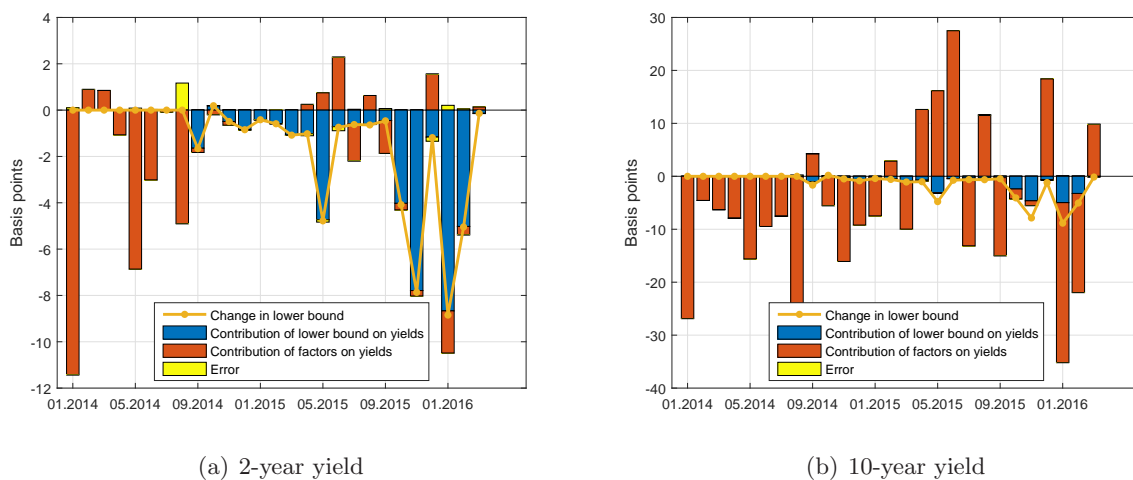 4
2
0
-2
-4
-6
-8
-10
-12
Basis points
01.2014 05.2014 09.2014 01.2015 05.2015 09.2015 01.2016
Change in lower bound
Contribution of lower bound on yields
Contribution of factors on yields
Error
(a) 2-year yield
30
20
10
0
-10
-20
-30
-40
Basis points
01.2014 05.2014 09.2014 01.2015 05.2015 09.2015 01.2016
Change in lower bound
Contribution of lower bound on yields
Contribution of factors on yields
Error
(b) 10-year yield